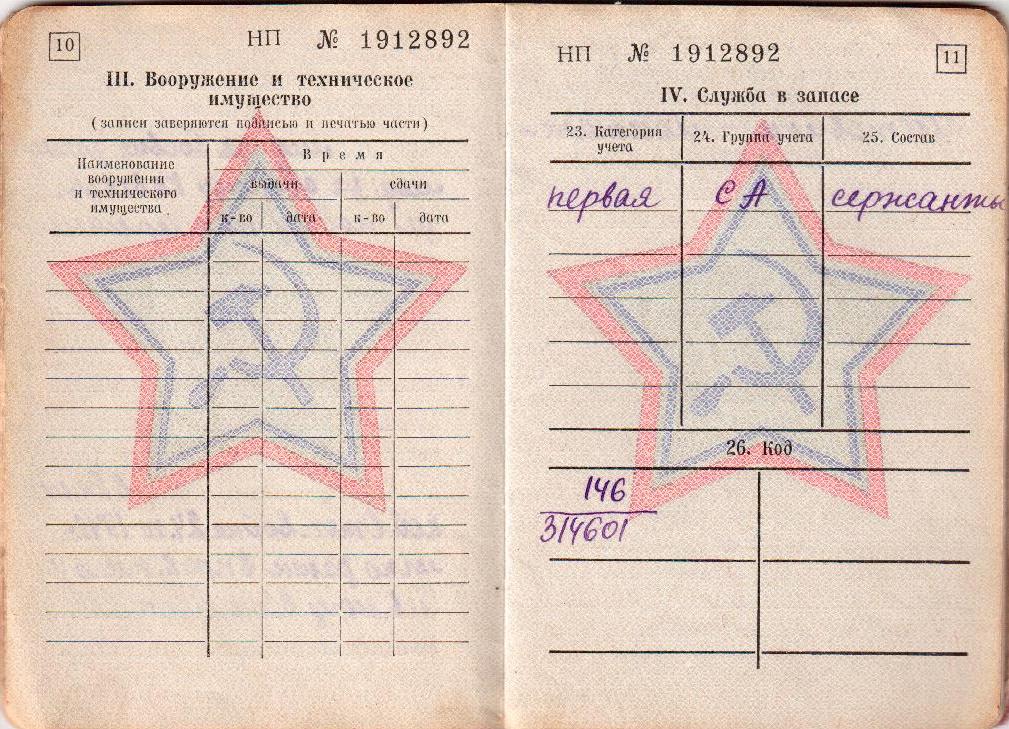 10
НП № 1912892
III. Вооружение и техническое
имущество
(записи заверяются подписью и печатью части)
Наименование
вооружения
и технического
имущества
Время
выдачи
сдачи
к-во
дата
к-во
дата
НП № 1912892
11
IV. Служба в запасе
23. Категория
учета
24. Группа учета
25. Состав
первая
СА
сержанты
26. Код
146
314601